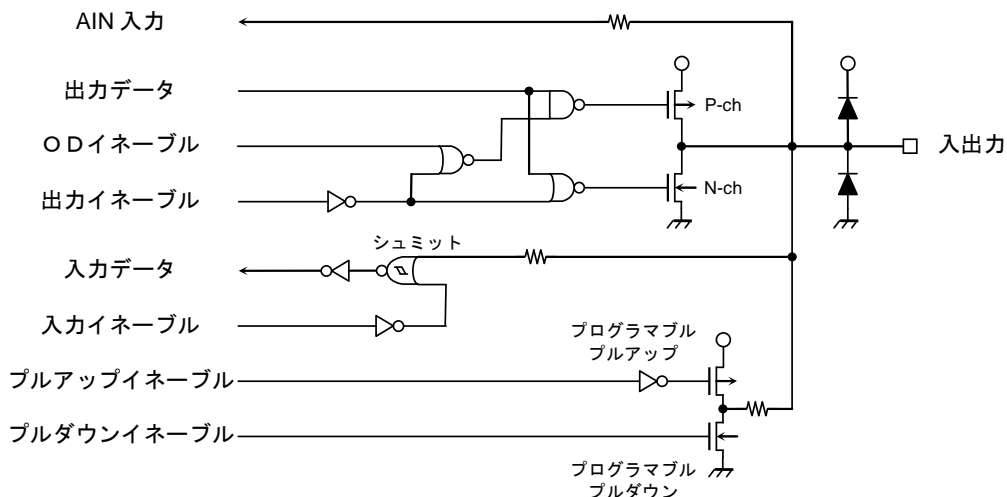 AIN 入力
出力データ
P-ch
ODイネーブル
入出力
出力イネーブル
N-ch
シュミット
入力データ
入力イネーブル
プログラマブル
プルアップ
プルアップイネーブル
プルダウンイネーブル
プログラマブル
プルダウン